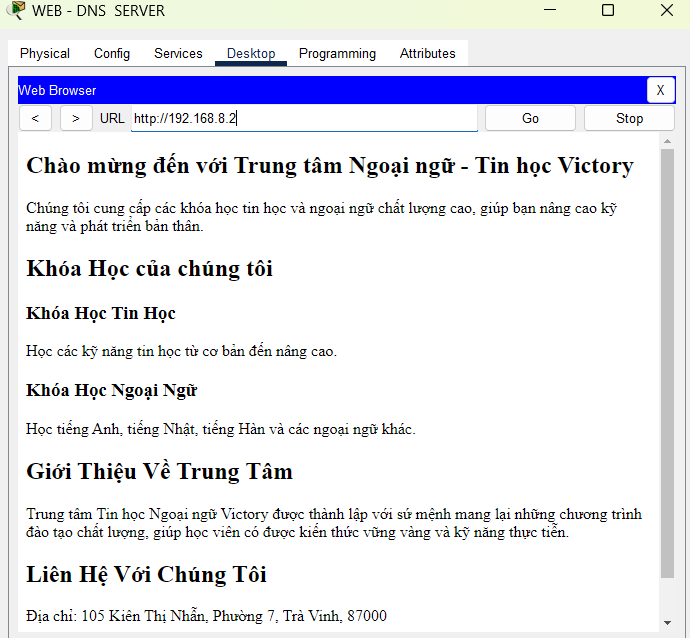 WEB - DNS SERVER
Physical Config Services Desktop Programming Attributes
Web Browser X
< > URL http://192.168.8.2 Go Stop
Chào mừng đến với Trung tâm Ngoại ngữ - Tin học Victory
Chúng tôi cung cấp các khóa học tin học và ngoại ngữ chất lượng cao, giúp bạn nâng cao kỹ
năng và phát triển bản thân.
Khóa Học của chúng tôi
Khóa Học Tin Học
Học các kỹ năng tin học từ cơ bản đến nâng cao.
Khóa Học Ngoại Ngữ
Học tiếng Anh, tiếng Nhật, tiếng Hàn và các ngoại ngữ khác.
Giới Thiệu Về Trung Tâm
Trung tâm Tin học Ngoại ngữ Victory được thành lập với sứ mệnh mang lại những chương trình
đào tạo chất lượng, giúp học viên có được kiến thức vững vàng và kỹ năng thực tiễn.
Liên Hệ Với Chúng Tôi
Địa chỉ: 105 Kiên Thị Nhẫn, Phường 7, Trà Vinh, 87000